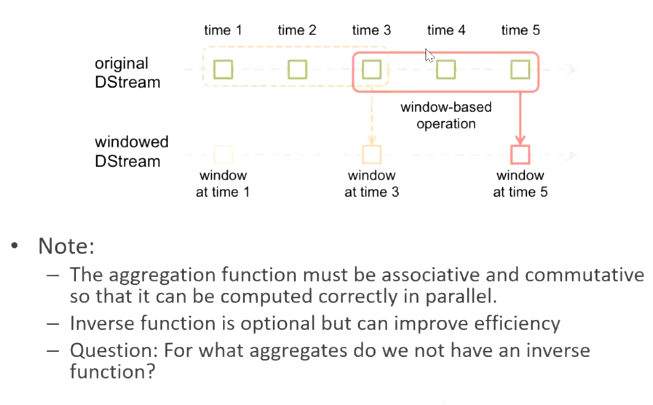 time 1 time 2 time 3 time 4 time 5
original
DStream
window-based
operation
windowed
DStream
window
at time 1
window
at time 3
window
at time 5
• Note:
– The aggregation function must be associative and commutative
so that it can be computed correctly in parallel.
– Inverse function is optional but can improve efficiency
– Question: For what aggregates do we not have an inverse
function?